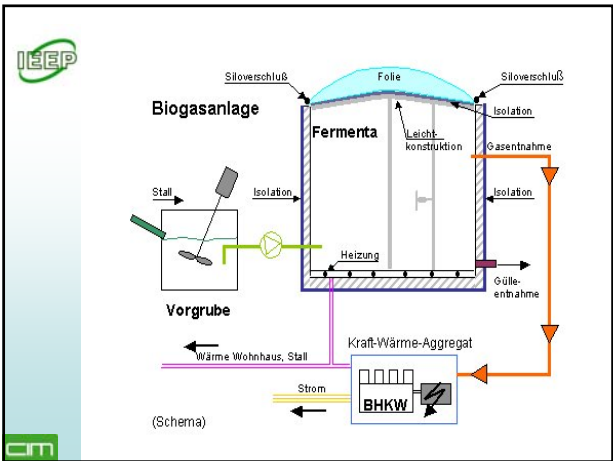 IEEP
Siloverschluß
Folie
Siloverschluß
Biogasanlage
Isolation
Fermenta
Leicht-
konstruktion
Gasentnahme
Stall
Isolation
Isolation
Heizung
Gülle-
entnahme
Vorgrube
Kraft-Wärme-Aggregat
Wärme Wohnhaus, Stall
Strom
BHKW
(Schema)
cim